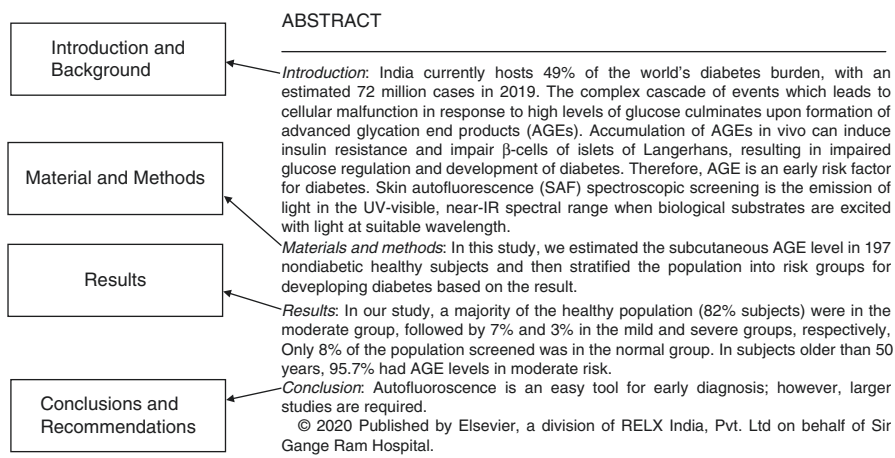 ABSTRACT
Introduction and
Background
Introduction: India currently hosts 49% of the world's diabetes burden, with an
estimated 72 million cases in 2019. The complex cascade of events which leads to
cellular malfunction in response to high levels of glucose culminates upon formation of
advanced glycation end products (AGEs). Accumulation of AGEs in vivo can induce
insulin resistance and impair β-cells of islets of Langerhans, resulting in impaired
glucose regulation and development of diabetes. Therefore, AGE is an early risk factor
for diabetes. Skin autofluorescence (SAF) spectroscopic screening is the emission of
light in the UV-visible, near-IR spectral range when biological substrates are excited
with light at suitable wavelength.
Material and Methods
Materials and methods: In this study, we estimated the subcutaneous AGE level in 197
nondiabetic healthy subjects and then stratified the population into risk groups for
deveploping diabetes based on the result.
Results
Results: In our study, a majority of the healthy population (82% subjects) were in the
moderate group, followed by 7% and 3% in the mild and severe groups, respectively,
Only 8% of the population screened was in the normal group. In subjects older than 50
years, 95.7% had AGE levels in moderate risk.
Conclusions and
Recommendations
Conclusion: Autofluoroscence is an easy tool for early diagnosis; however, larger
studies are required.
© 2020 Published by Elsevier, a division of RELX India, Pvt. Ltd on behalf of Sir
Gange Ram Hospital.